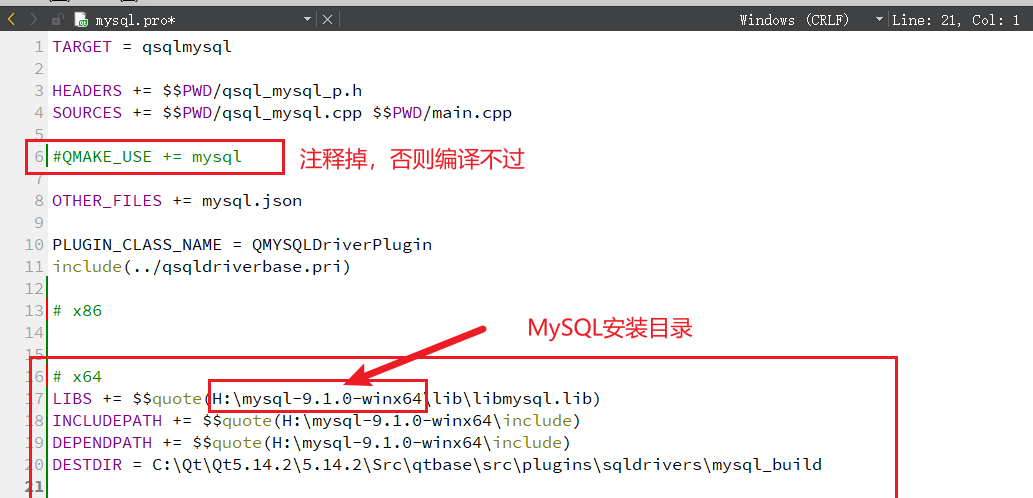 mysql.pro*
Windows (CRLF)
Line: 21, Col: 1
1 TARGET = qsqlmysql
2
3 HEADERS += $$PWD/qsql_mysql_p.h
4 SOURCES += $$PWD/qsql_mysql.cpp $$PWD/main.cpp
5
6 #QMAKE_USE += mysql
注释掉，否则编译不过
7
8 OTHER_FILES += mysql.json
9
10 PLUGIN_CLASS_NAME = QMYSQLDriverPlugin
11 include(../qsqldriverbase.pri)
12
13 # x86
14
MySQL安装目录
15
16 # x64
17 LIBS += $$quote(H:\mysql-9.1.0-winx64\lib\libmysql.lib)
18 INCLUDEPATH += $$quote(H:\mysql-9.1.0-winx64\include)
19 DEPENDPATH += $$quote(H:\mysql-9.1.0-winx64\include)
20 DESTDIR = C:\Qt\Qt5.14.2\5.14.2\Src\qtbase\src\plugins\sqldrivers\mysql_build
21